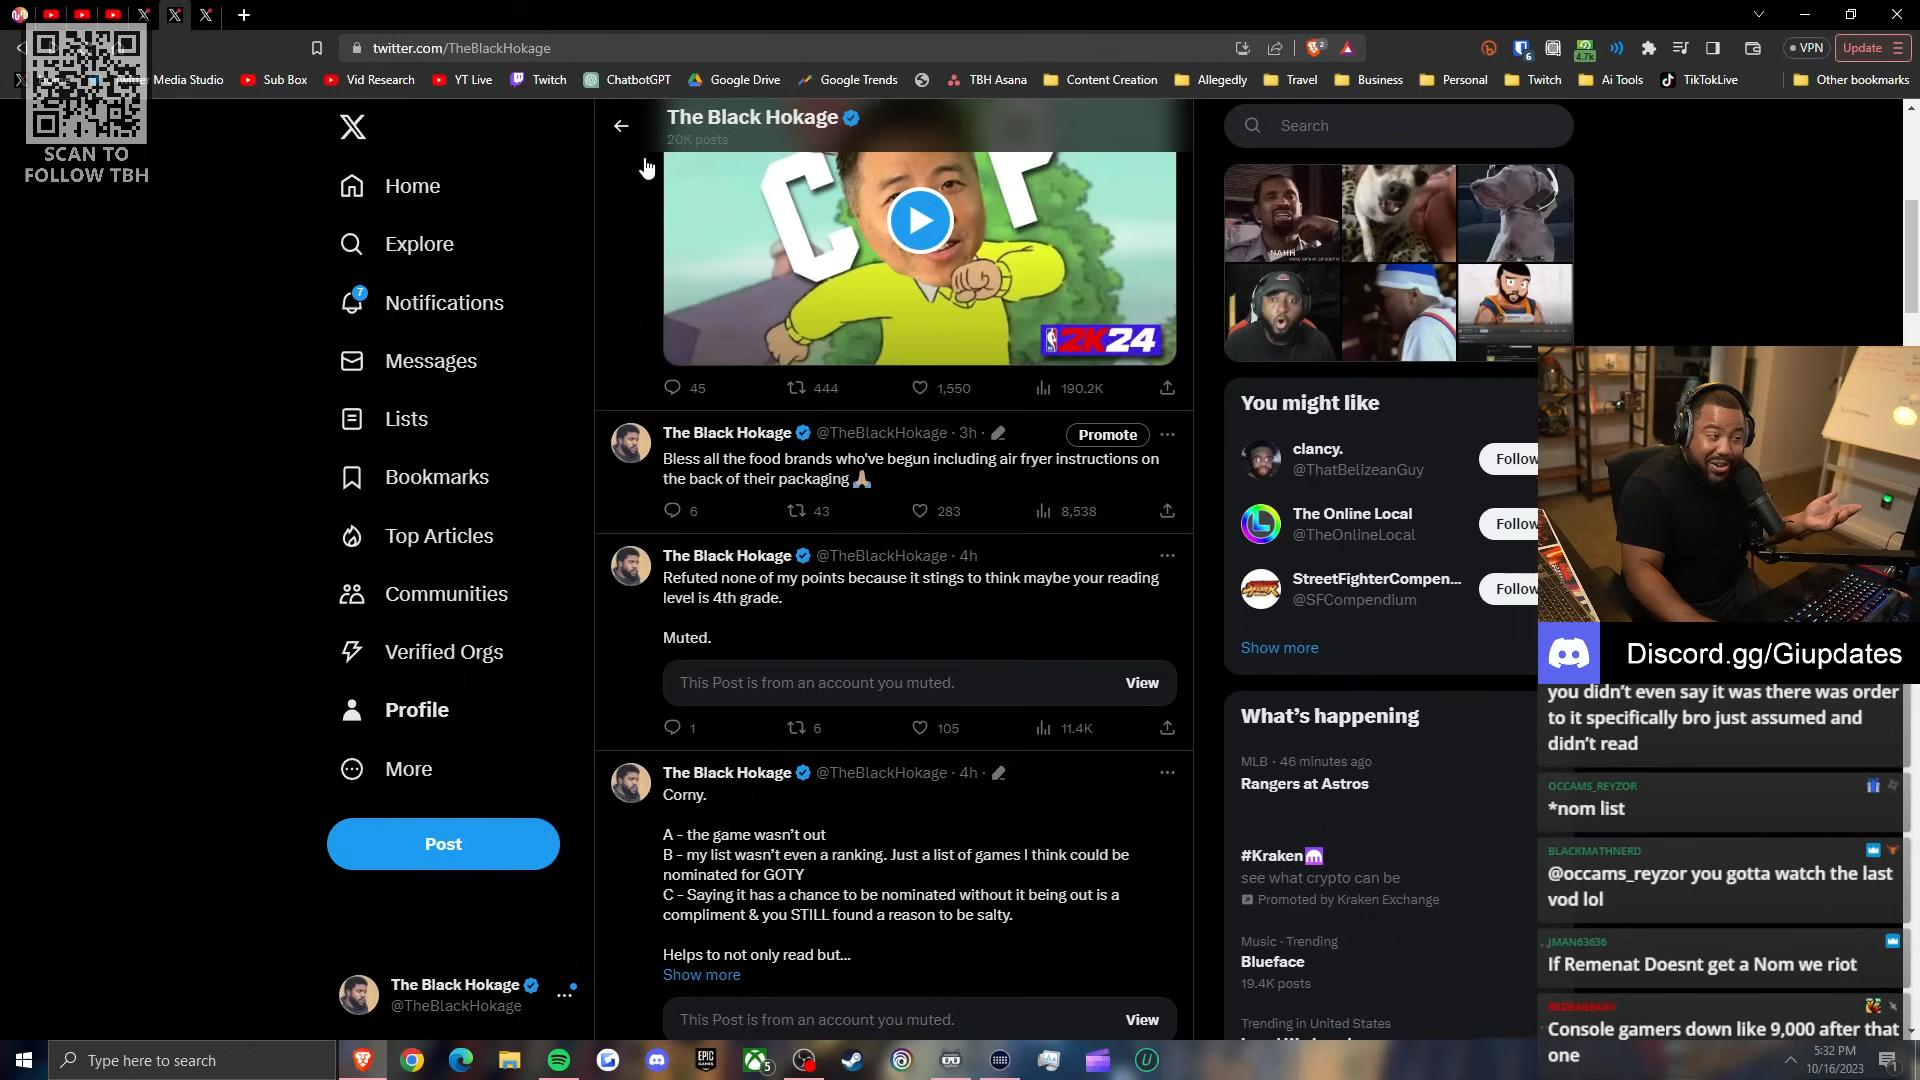 twitter.com/TheBlackHokage
VPN
Update
Twitter Media Studio
Sub Box
Vid Research
YT Live
Twitch
ChatbotGPT
Google Drive
Google Trends
TBH Asana
Content Creation
Allegedly
Travel
Business
Personal
Twitch
Ai Tools
TikTokLive
Other bookmarks
SCAN TO
FOLLOW TBH
Home
Explore
7
Notifications
Messages
Lists
Bookmarks
Top Articles
Communities
Verified Orgs
Profile
More
Post
The Black Hokage
@TheBlackHokage
The Black Hokage
20K posts
C P
2K24
45 444 1,550 190.2K
The Black Hokage @TheBlackHokage · 3h ·
Promote
Bless all the food brands who've begun including air fryer instructions on
the back of their packaging
6 43 283 8,538
The Black Hokage @TheBlackHokage · 4h
Refuted none of my points because it stings to think maybe your reading
level is 4th grade.
Muted.
This Post is from an account you muted. View
1 6 105 11.4K
The Black Hokage @TheBlackHokage · 4h ·
Corny.
A - the game wasn't out
B - my list wasn't even a ranking. Just a list of games I think could be
nominated for GOTY
C - Saying it has a chance to be nominated without it being out is a
compliment & you STILL found a reason to be salty.
Helps to not only read but...
Show more
This Post is from an account you muted. View
Search
NAHH
You might like
clancy.
@ThatBelizeanGuy
Follow
The Online Local
@TheOnlineLocal
Follow
StreetFighterCompen...
@SFCompendium
Follow
Show more
What's happening
MLB · 46 minutes ago
Rangers at Astros
#Kraken
see what crypto can be
Promoted by Kraken Exchange
Music · Trending
Blueface
19.4K posts
Trending in United States
Discord.gg/Giupdates
you didn't even say it was there was order
to it specifically bro just assumed and
didn't read
OCCAMS_REYZOR
*nom list
BLACKMATHNERD
@occams_reyzor you gotta watch the last
vod lol
JMAN63636
If Remenat Doesnt get a Nom we riot
Console gamers down like 9,000 after that
one
Type here to search
EPIC
GAMES
5
5:32 PM
10/16/2023